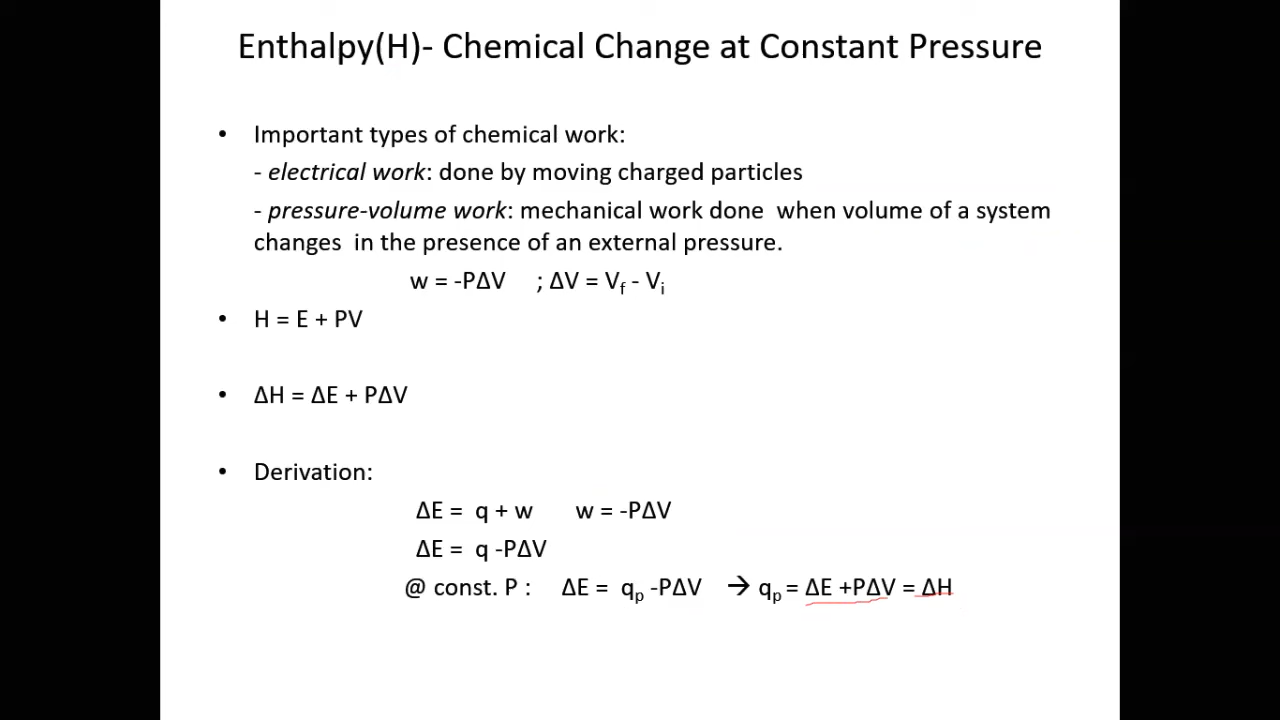 Enthalpy(H)- Chemical Change at Constant Pressure
• Important types of chemical work:
- electrical work: done by moving charged particles
- pressure-volume work: mechanical work done when volume of a system
changes in the presence of an external pressure.
w = -PΔV ; ΔV = Vf - Vi
• H = E + PV
• ΔH = ΔE + PΔV
• Derivation:
ΔE = q + w w = -PΔV
ΔE = q -PΔV
@ const. P : ΔE = qp -PΔV → qp = ΔE +PΔV = ΔH